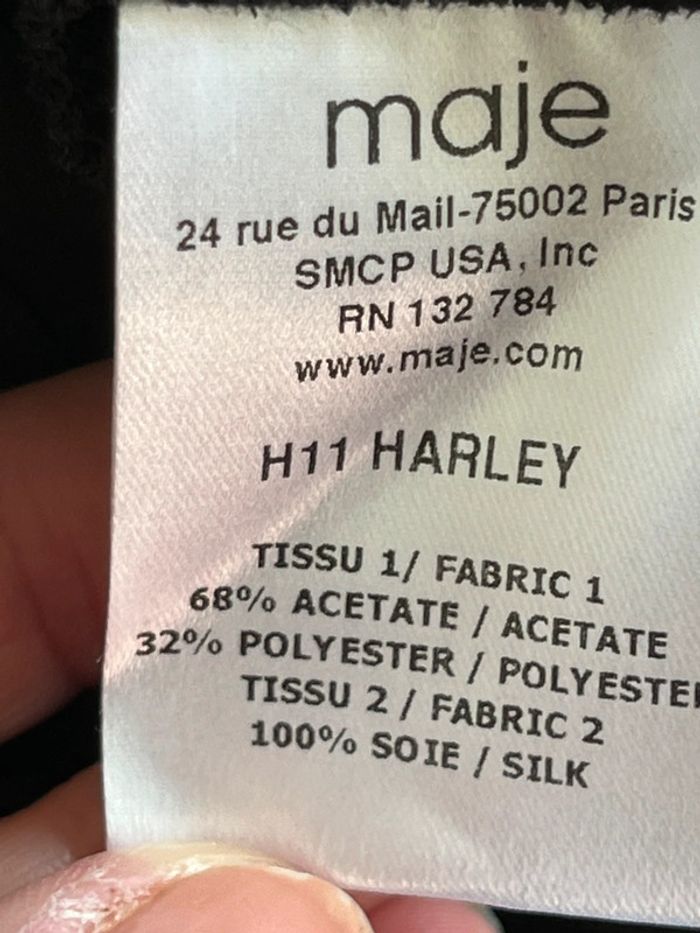 maje
24 rue du Mail-75002 Paris
SMCP USA, Inc
RN 132 784
www.maje.com
H11 HARLEY
TISSU 1/ FABRIC 1
68% ACETATE / ACETATE
32% POLYESTER / POLYESTE
TISSU 2 / FABRIC 2
100% SOIE / SILK